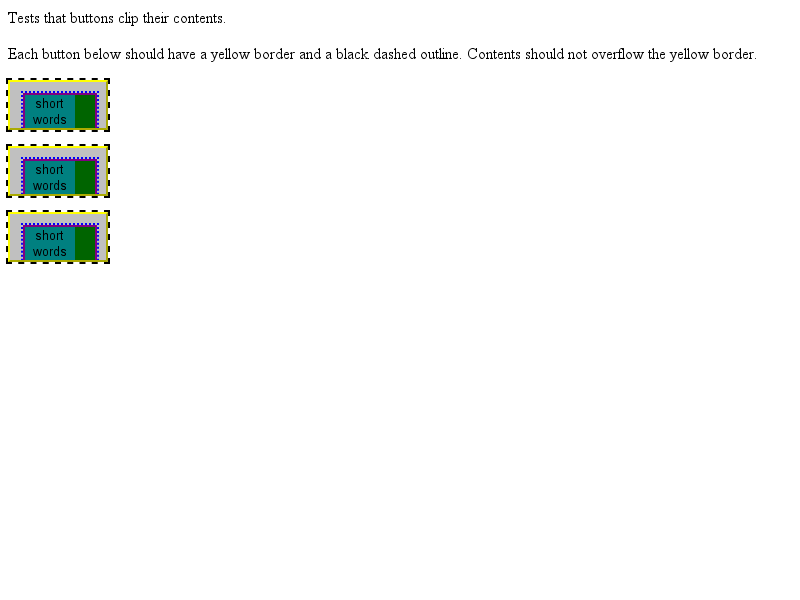 Tests that buttons clip their contents.
Each button below should have a yellow border and a black dashed outline. Contents should not overflow the yellow border.
short
words
short
words
short
words